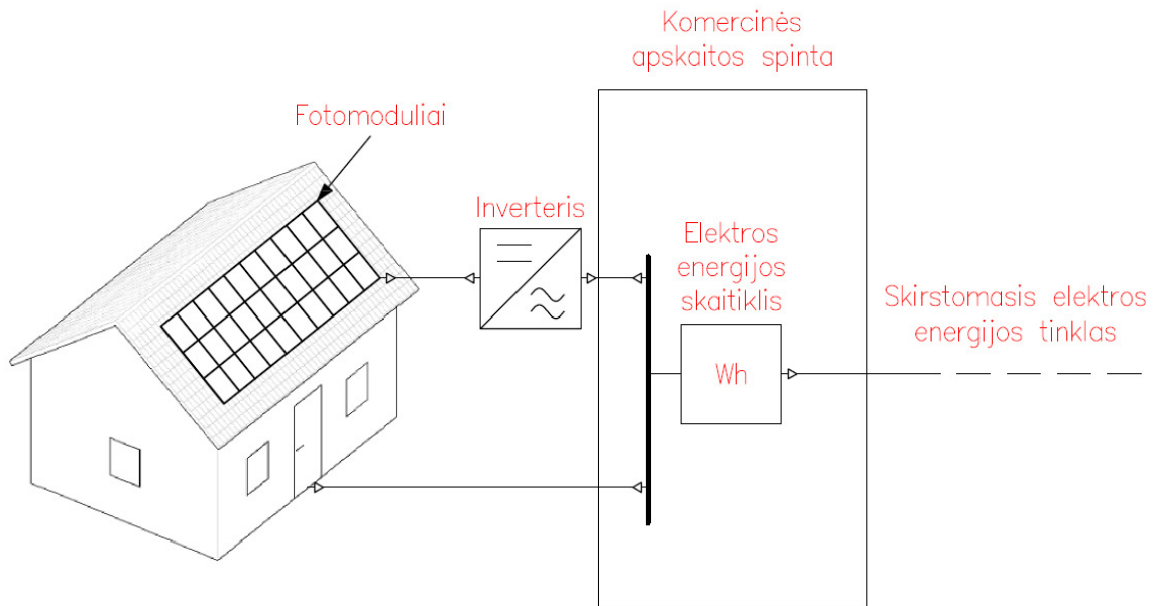 Komercinės
apskaitos spinta
Fotomoduliai
Inverteris
Elektros
energijos
skaitiklis
Wh
Skirstomasis elektros
energijos tinklas